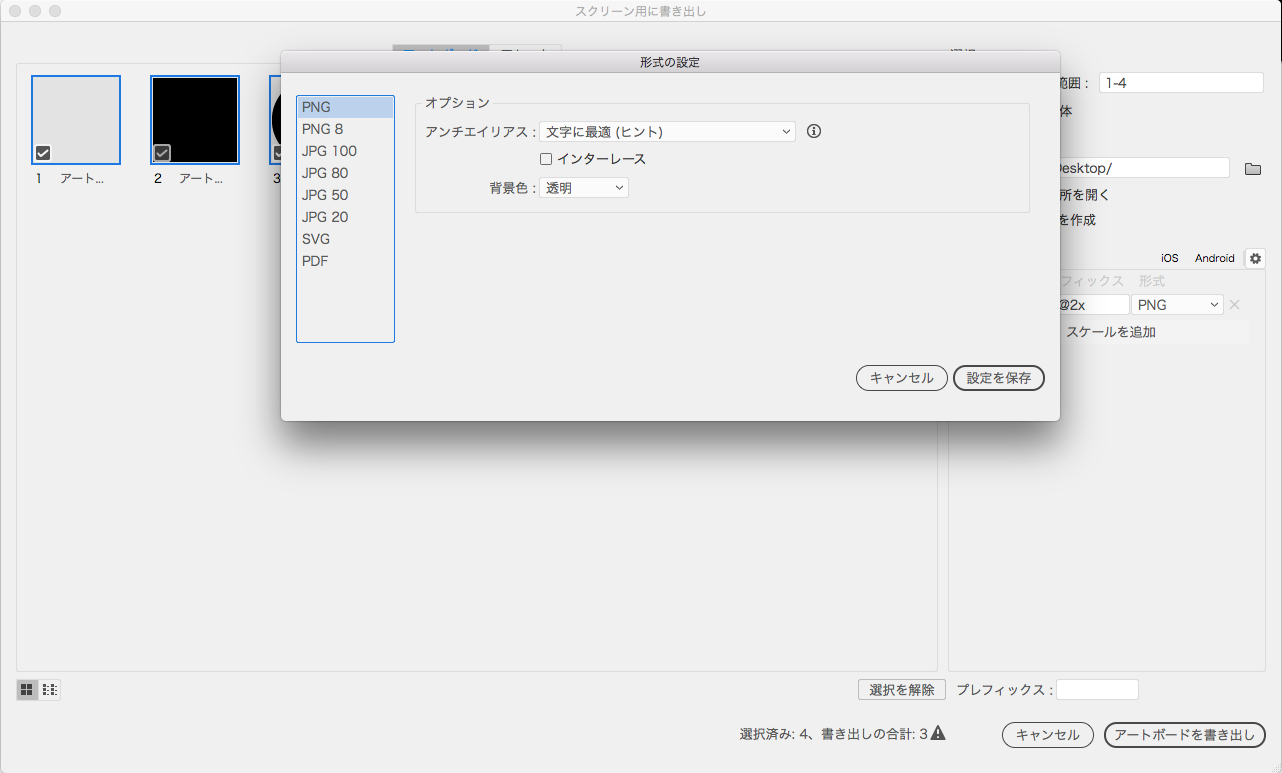 スクリーン用に書き出し
形式の設定
PNG
PNG 8
JPG 100
JPG 80
JPG 50
JPG 20
SVG
PDF
オプション
アンチエイリアス : 文字に最適 (ヒント)
インターレース
背景色 : 透明
キャンセル
設定を保存
1 アート...
2 アート...
3
範囲 : 1-4
体
Desktop/
所を開く
を作成
iOS Android
フィックス 形式
@2x PNG
スケールを追加
選択を解除 プレフィックス :
選択済み: 4、書き出しの合計: 3
キャンセル
アートボードを書き出し